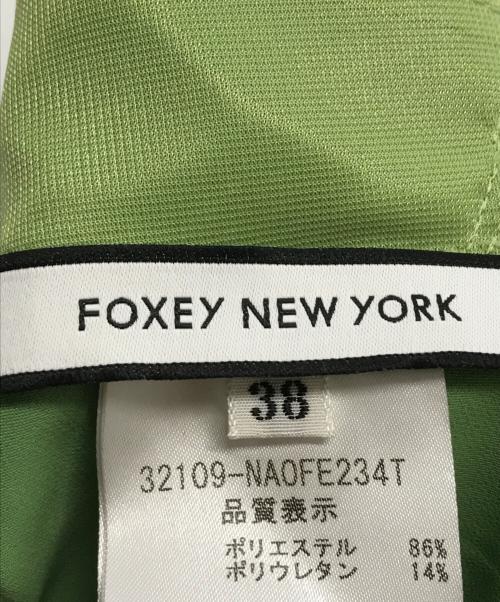 FOXEY NEW YORK
38
32109-NAOFE234T
品質表示
ポリエステル 86%
ポリウレタン 14%